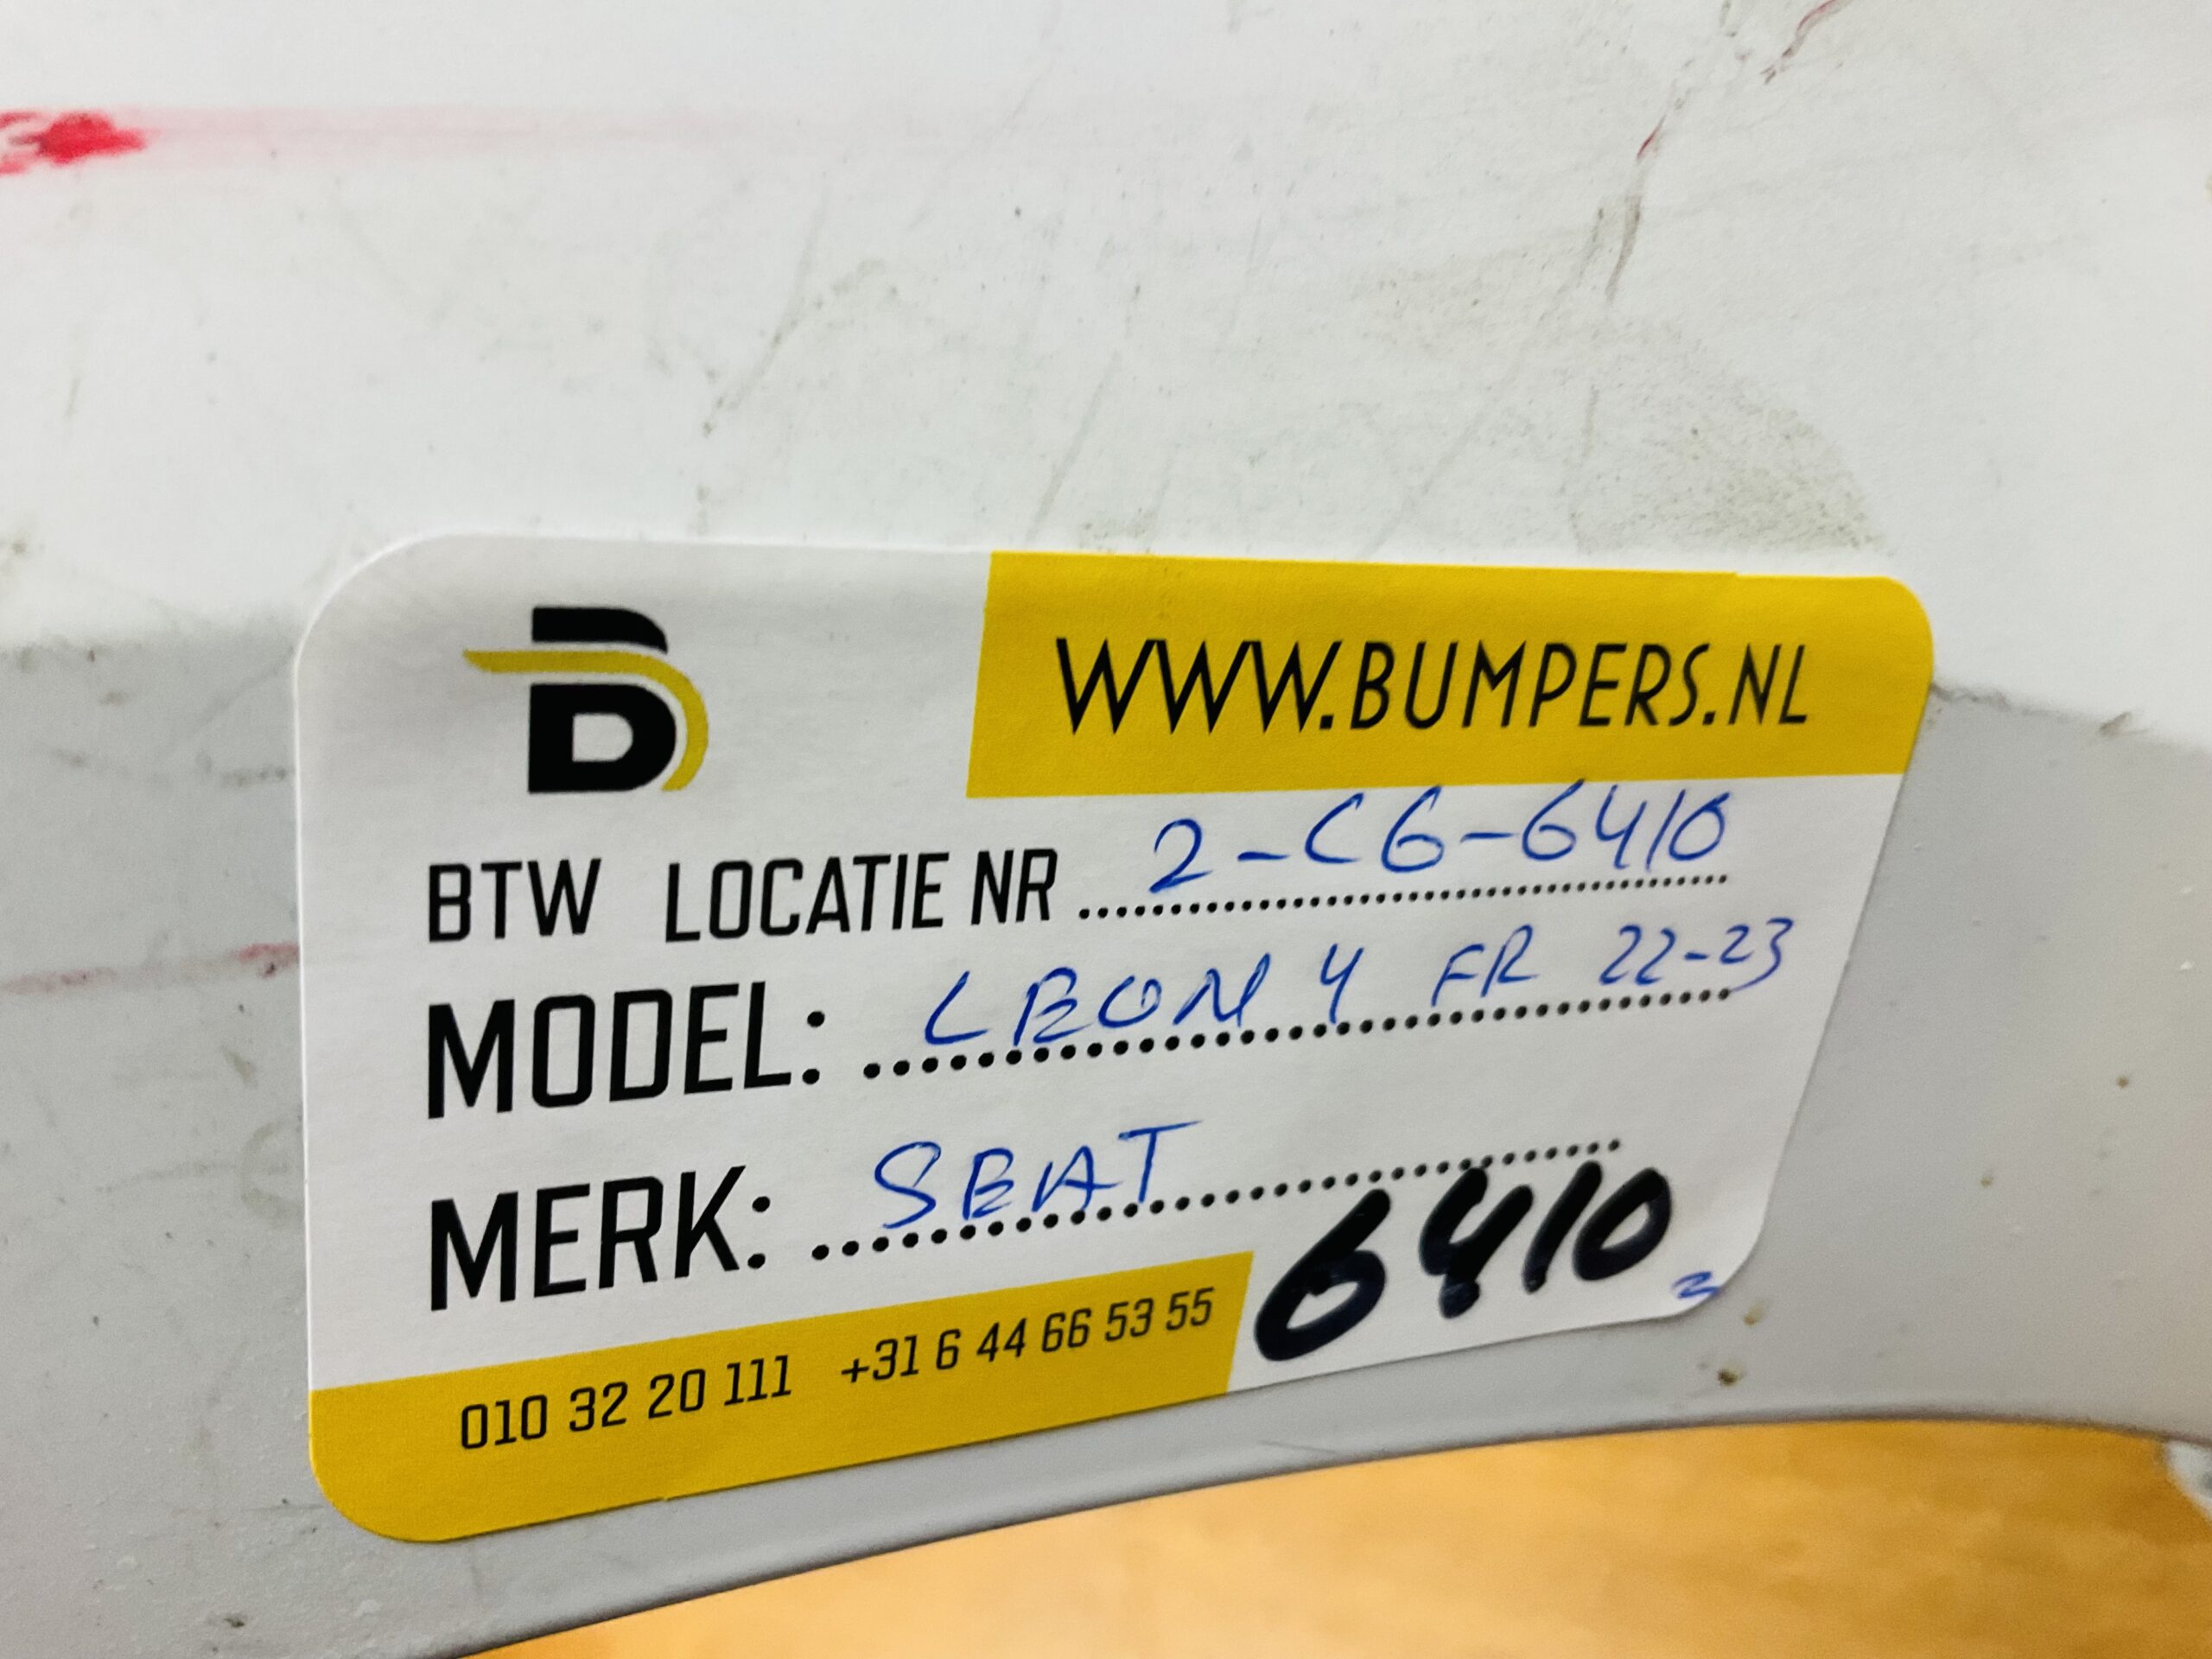 B
WWW.BUMPERS.NL
BTW LOCATIE NR 2-C6-6410
MODEL: LEON 4 FR 22-23
MERK: SEAT
6410
010 32 20 111 +31 6 44 66 53 55